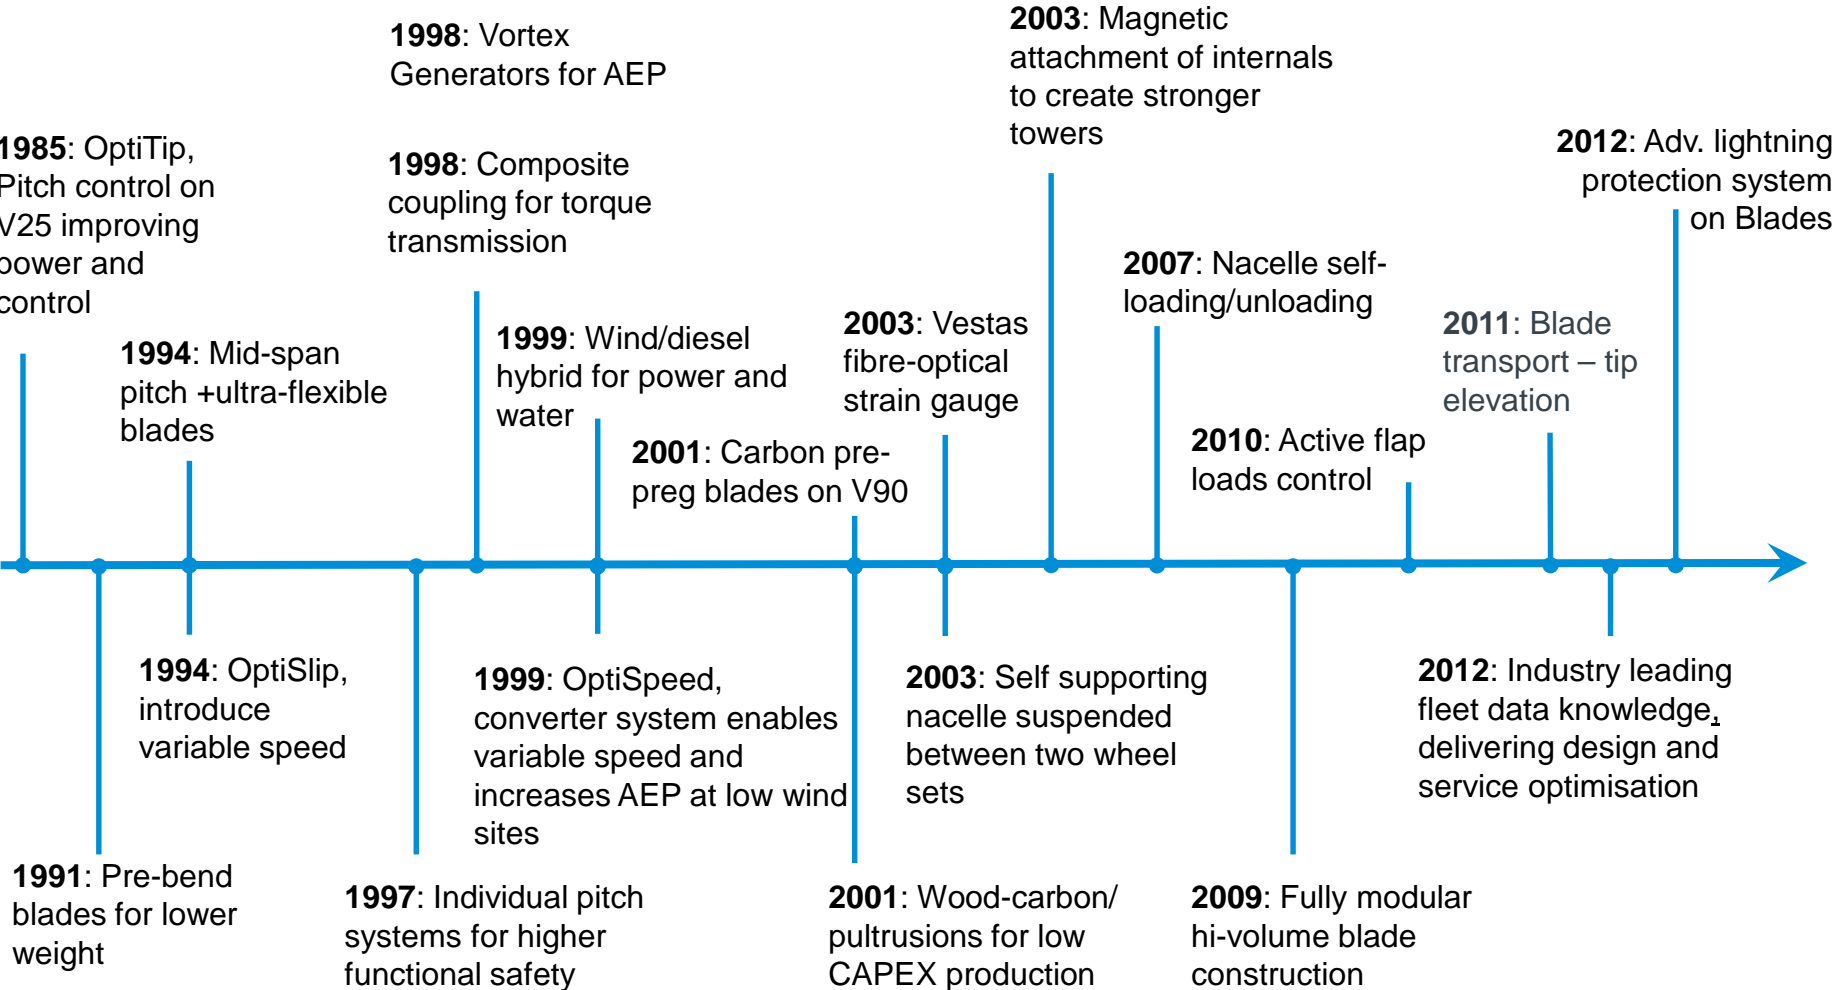 1998: Vortex
Generators for AEP
2003: Magnetic
attachment of internals
to create stronger
towers
1985: OptiTip,
Pitch control on
V25 improving
power and
control
1998: Composite
coupling for torque
transmission
2012: Adv. lightning
protection system
on Blades
2007: Nacelle self-
loading/unloading
1994: Mid-span
pitch +ultra-flexible
blades
1999: Wind/diesel
hybrid for power and
water
2003: Vestas
fibre-optical
strain gauge
2011: Blade
transport – tip
elevation
2001: Carbon pre-
preg blades on V90
2010: Active flap
loads control
1994: OptiSlip,
introduce
variable speed
1999: OptiSpeed,
converter system enables
variable speed and
increases AEP at low wind
sites
2003: Self supporting
nacelle suspended
between two wheel
sets
2012: Industry leading
fleet data knowledge,
delivering design and
service optimisation
1991: Pre-bend
blades for lower
weight
1997: Individual pitch
systems for higher
functional safety
2001: Wood-carbon/
pultrusions for low
CAPEX production
2009: Fully modular
hi-volume blade
construction